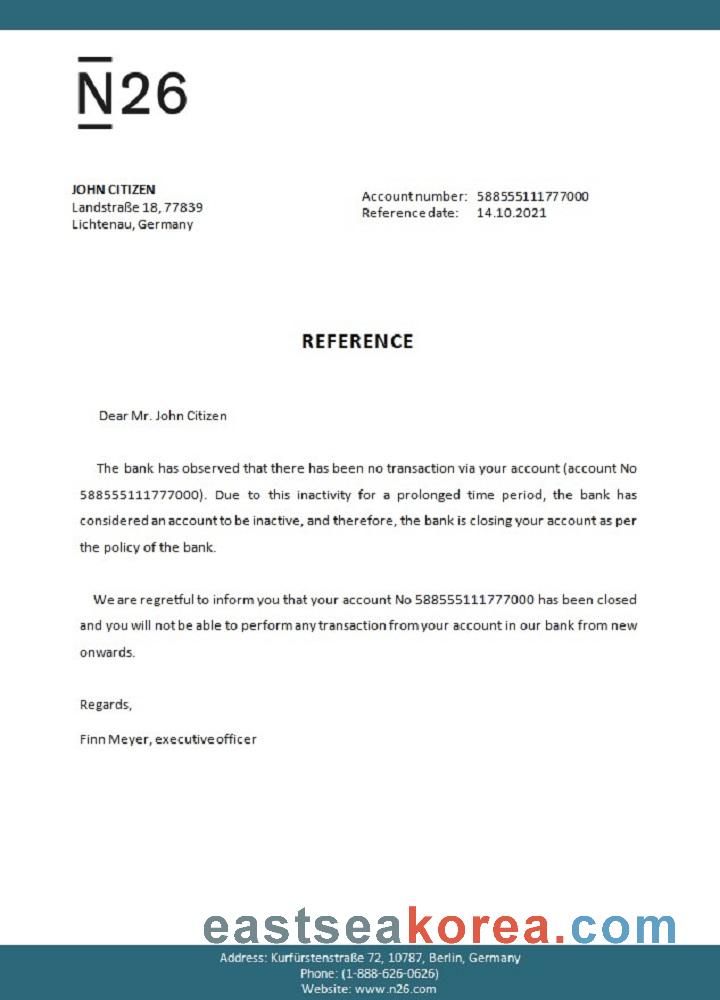 N26
JOHN CITIZEN
Landstraße 18, 77839
Lichtenau, Germany
Account number: 588555111777000
Reference date: 14.10.2021
REFERENCE
Dear Mr. John Citizen
The bank has observed that there has been no transaction via your account (account No
588555111777000). Due to this inactivity for a prolonged time period, the bank has
considered an account to be inactive, and therefore, the bank is closing your account as per
the policy of the bank.
We are regretful to inform you that your account No 588555111777000 has been closed
and you will not be able to perform any transaction from your account in our bank from new
onwards.
Regards,
Finn Meyer, executive officer
eastseakorea.com
Address: Kurfürstenstraße 72, 10787, Berlin, Germany
Phone: (1-888-626-0626)
Website: www.n26.com